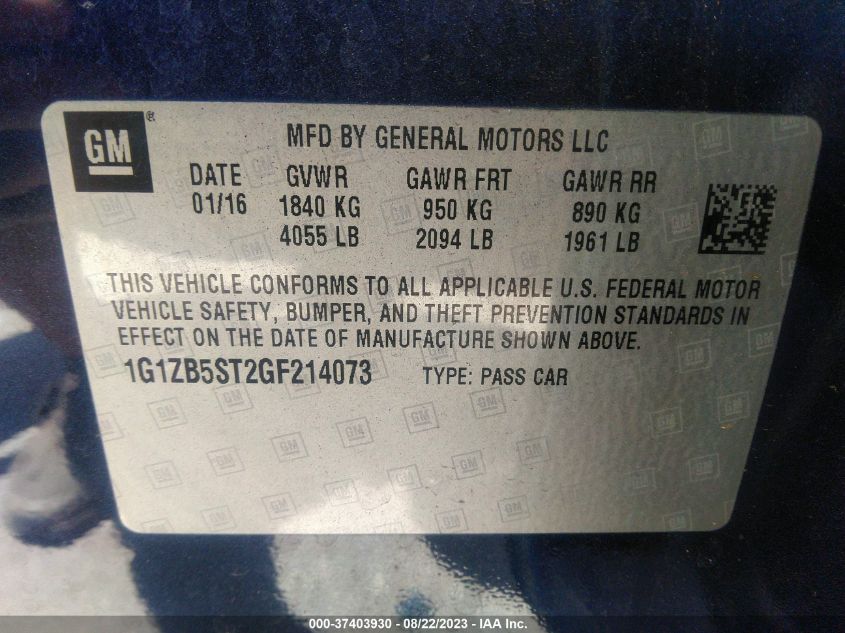 GM ®
MFD BY GENERAL MOTORS LLC
DATE GVWR GAWR FRT GAWR RR
01/16 1840 KG 950 KG 890 KG
4055 LB 2094 LB 1961 LB
THIS VEHICLE CONFORMS TO ALL APPLICABLE U.S. FEDERAL MOTOR
VEHICLE SAFETY, BUMPER, AND THEFT PREVENTION STANDARDS IN
EFFECT ON THE DATE OF MANUFACTURE SHOWN ABOVE.
1G1ZB5ST2GF214073 TYPE: PASS CAR
000-37403930 - 08/22/2023 - IAA Inc.